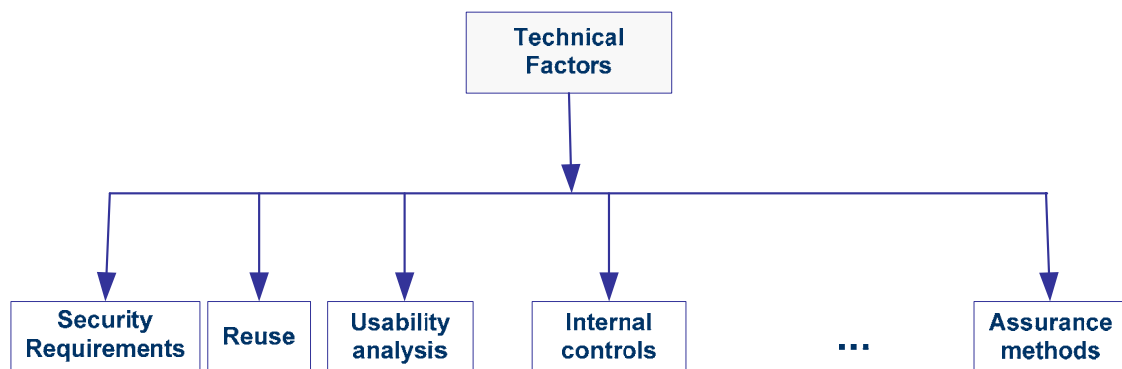 Technical
Factors
Security
Requirements
Reuse
Usability
analysis
Internal
controls
...
Assurance
methods